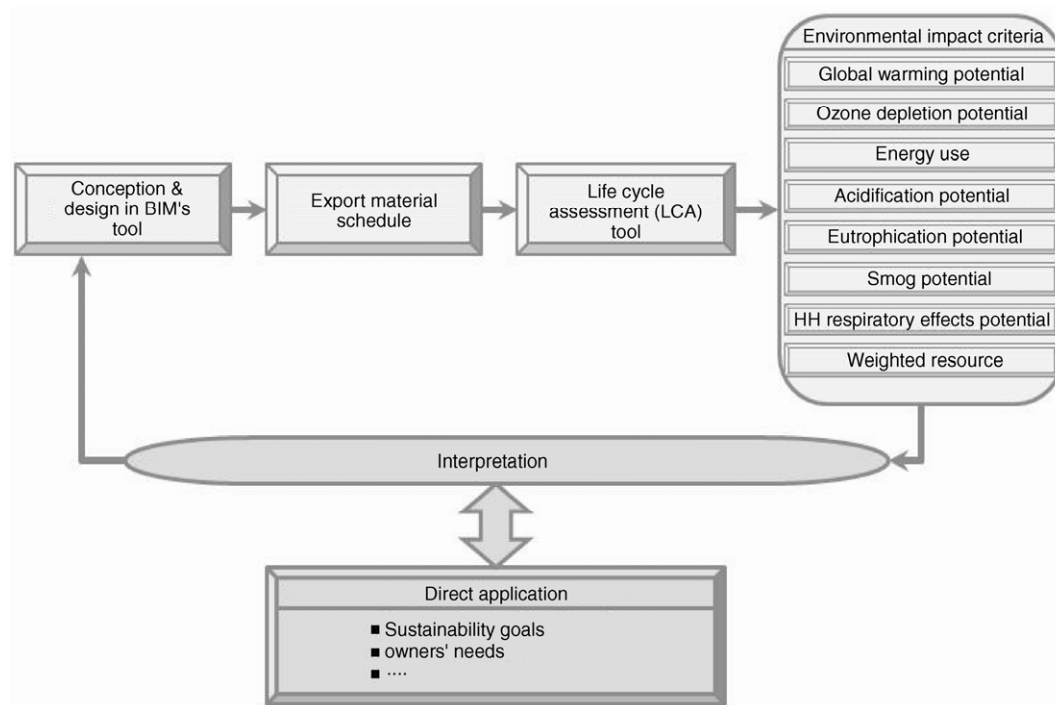 Conception &
design in BIM's
tool
Export material
schedule
Life cycle
assessment (LCA)
tool
Environmental impact criteria
Global warming potential
Ozone depletion potential
Energy use
Acidification potential
Eutrophication potential
Smog potential
HH respiratory effects potential
Weighted resource
Interpretation
Direct application
■ Sustainability goals
■ owners' needs
■ ····